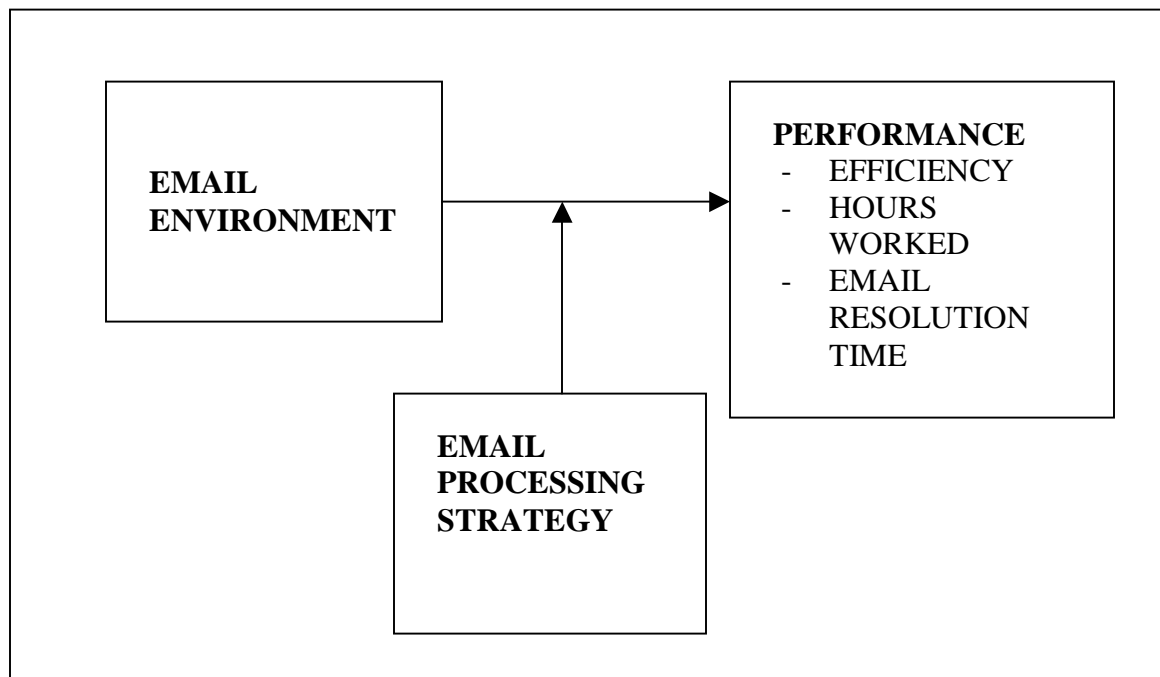 EMAIL
ENVIRONMENT
PERFORMANCE
- EFFICIENCY
- HOURS
WORKED
- EMAIL
RESOLUTION
TIME
EMAIL
PROCESSING
STRATEGY